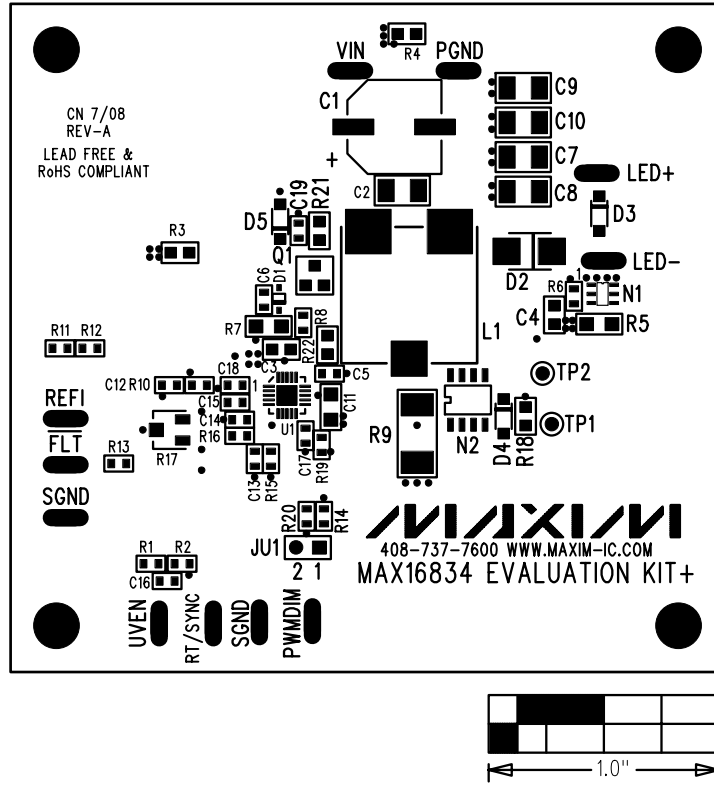 R4
VIN
PGND
C1
+
C9
C10
C7
C8
CN 7/08
REV-A
LEAD FREE &
RoHS COMPLIANT
C2
LED+
D3
LED-
D5
C19
R21
Q1
R3
D2
C6
D1
R6
1
N1
C4
R5
L1
R7
R8
R22
R11
R12
C3
C5
TP2
C12
R10
C18
1
C15
C14
R16
U1
C11
R9
N2
D4
R18
TP1
REFI
FLT
R17
R13
C17
R19
C13
R15
SGND
R20
R14
JU1
2 1
MAXIM
408-737-7600 WWW.MAXIM-IC.COM
MAX16834 EVALUATION KIT+
R1
R2
C16
UVEN
RT/SYNC
SGND
PWMDIM
1.0"